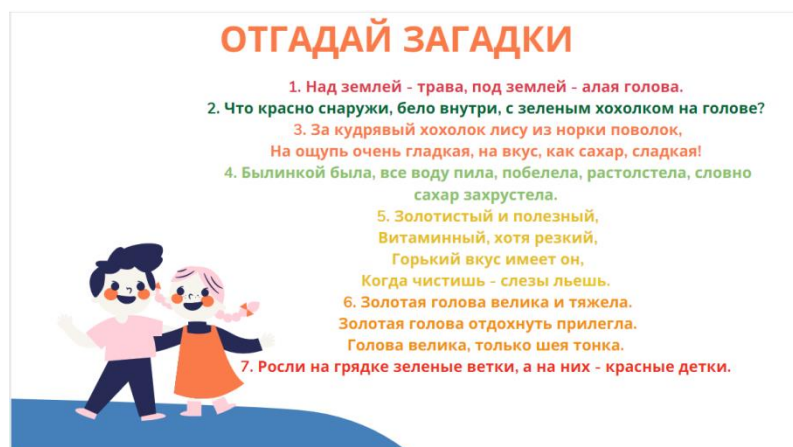 ОТГАДАЙ ЗАГАДКИ
1. Над землей - трава, под землей - алая голова.
2. Что красно снаружи, бело внутри, с зеленым хохолком на голове?
3. За кудрявый хохолок лису из норки поволок,
На ощупь очень гладкая, на вкус, как сахар, сладкая!
4. Былинкой была, все воду пила, побелела, растолстела, словно
сахар захрустела.
5. Золотистый и полезный,
Витаминный, хотя резкий,
Горький вкус имеет он,
Когда чистишь - слезы льешь.
6. Золотая голова велика и тяжела.
Золотая голова отдохнуть прилегла.
Голова велика, только шея тонка.
7. Росли на грядке зеленые ветки, а на них - красные детки.